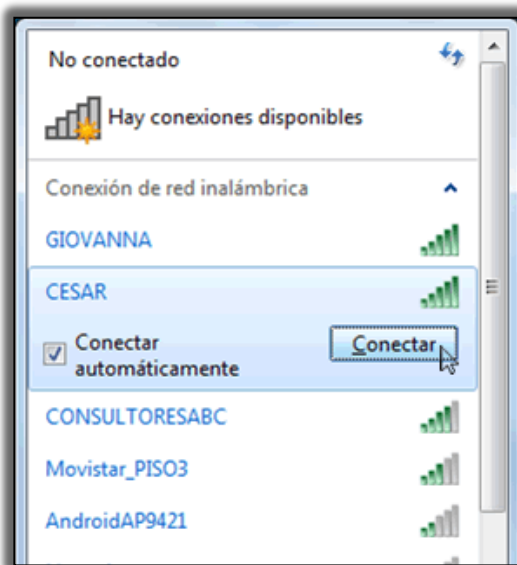 No conectado
Hay conexiones disponibles
Conexión de red inalámbrica
GIOVANNA
CESAR
Conectar
automáticamente
Conectar
CONSULTORESABC
Movistar_PISO3
AndroidAP9421